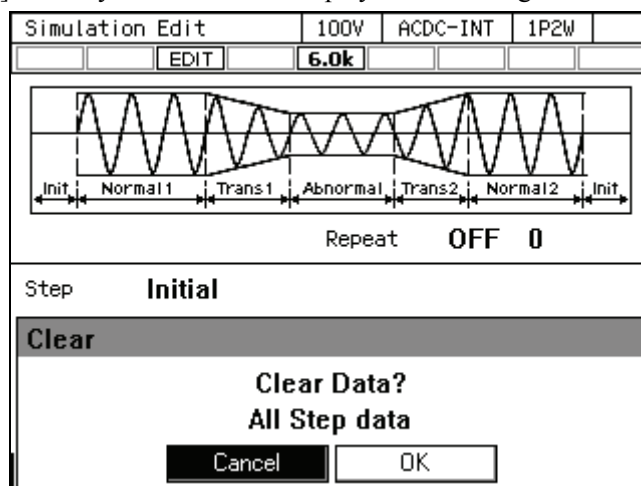 Simulation Edit 100V ACDC-INT 1P2W
EDIT 6.0k
Init Normal1 Trans1 Abnormal Trans2 Normal2 Init
Repeat OFF 0
Step Initial
Clear
Clear Data?
All Step data
Cancel OK